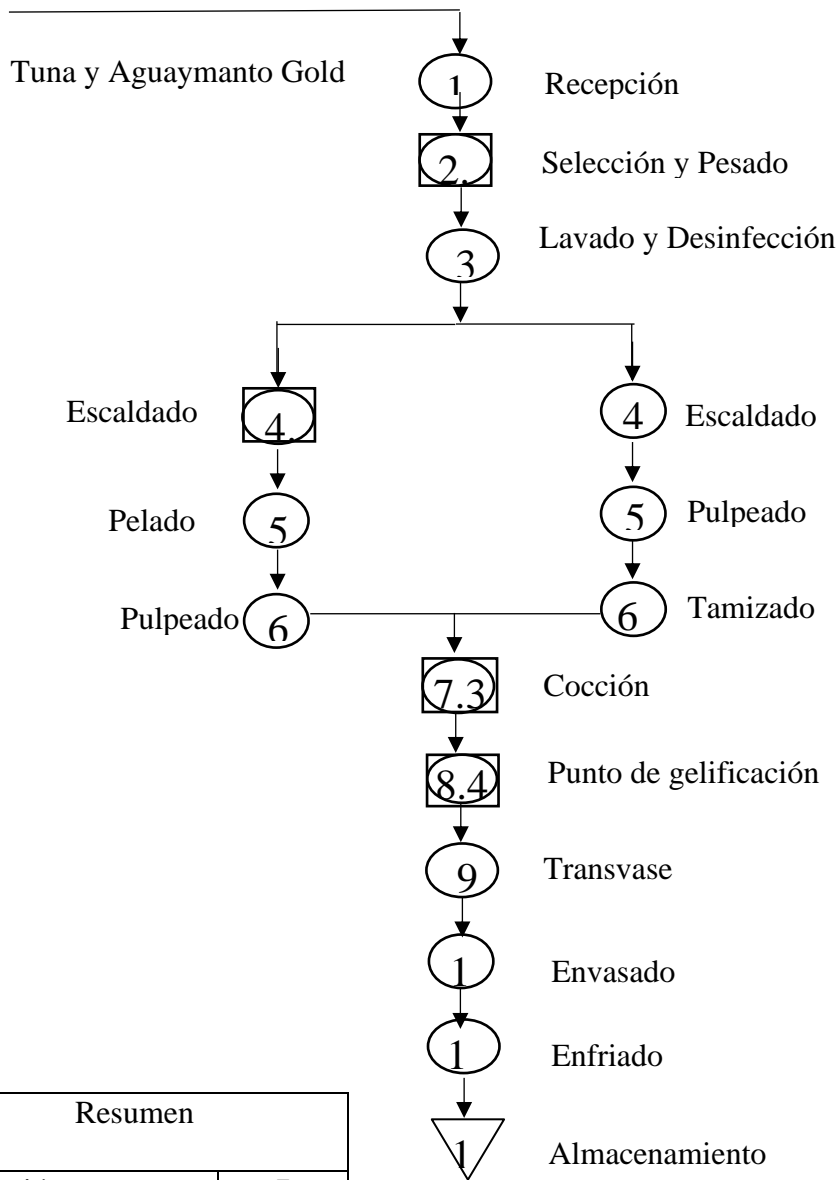 Tuna y Aguaymanto Gold
1
Recepción
2.
Selección y Pesado
3
Lavado y Desinfección
Escaldado
4.
4
Escaldado
Pelado
5
5
Pulpeado
Pulpeado
6
6
Tamizado
7.3
Cocción
8.4
Punto de gelificación
9
Transvase
1
Envasado
1
Enfriado
Resumen
1
Almacenamiento